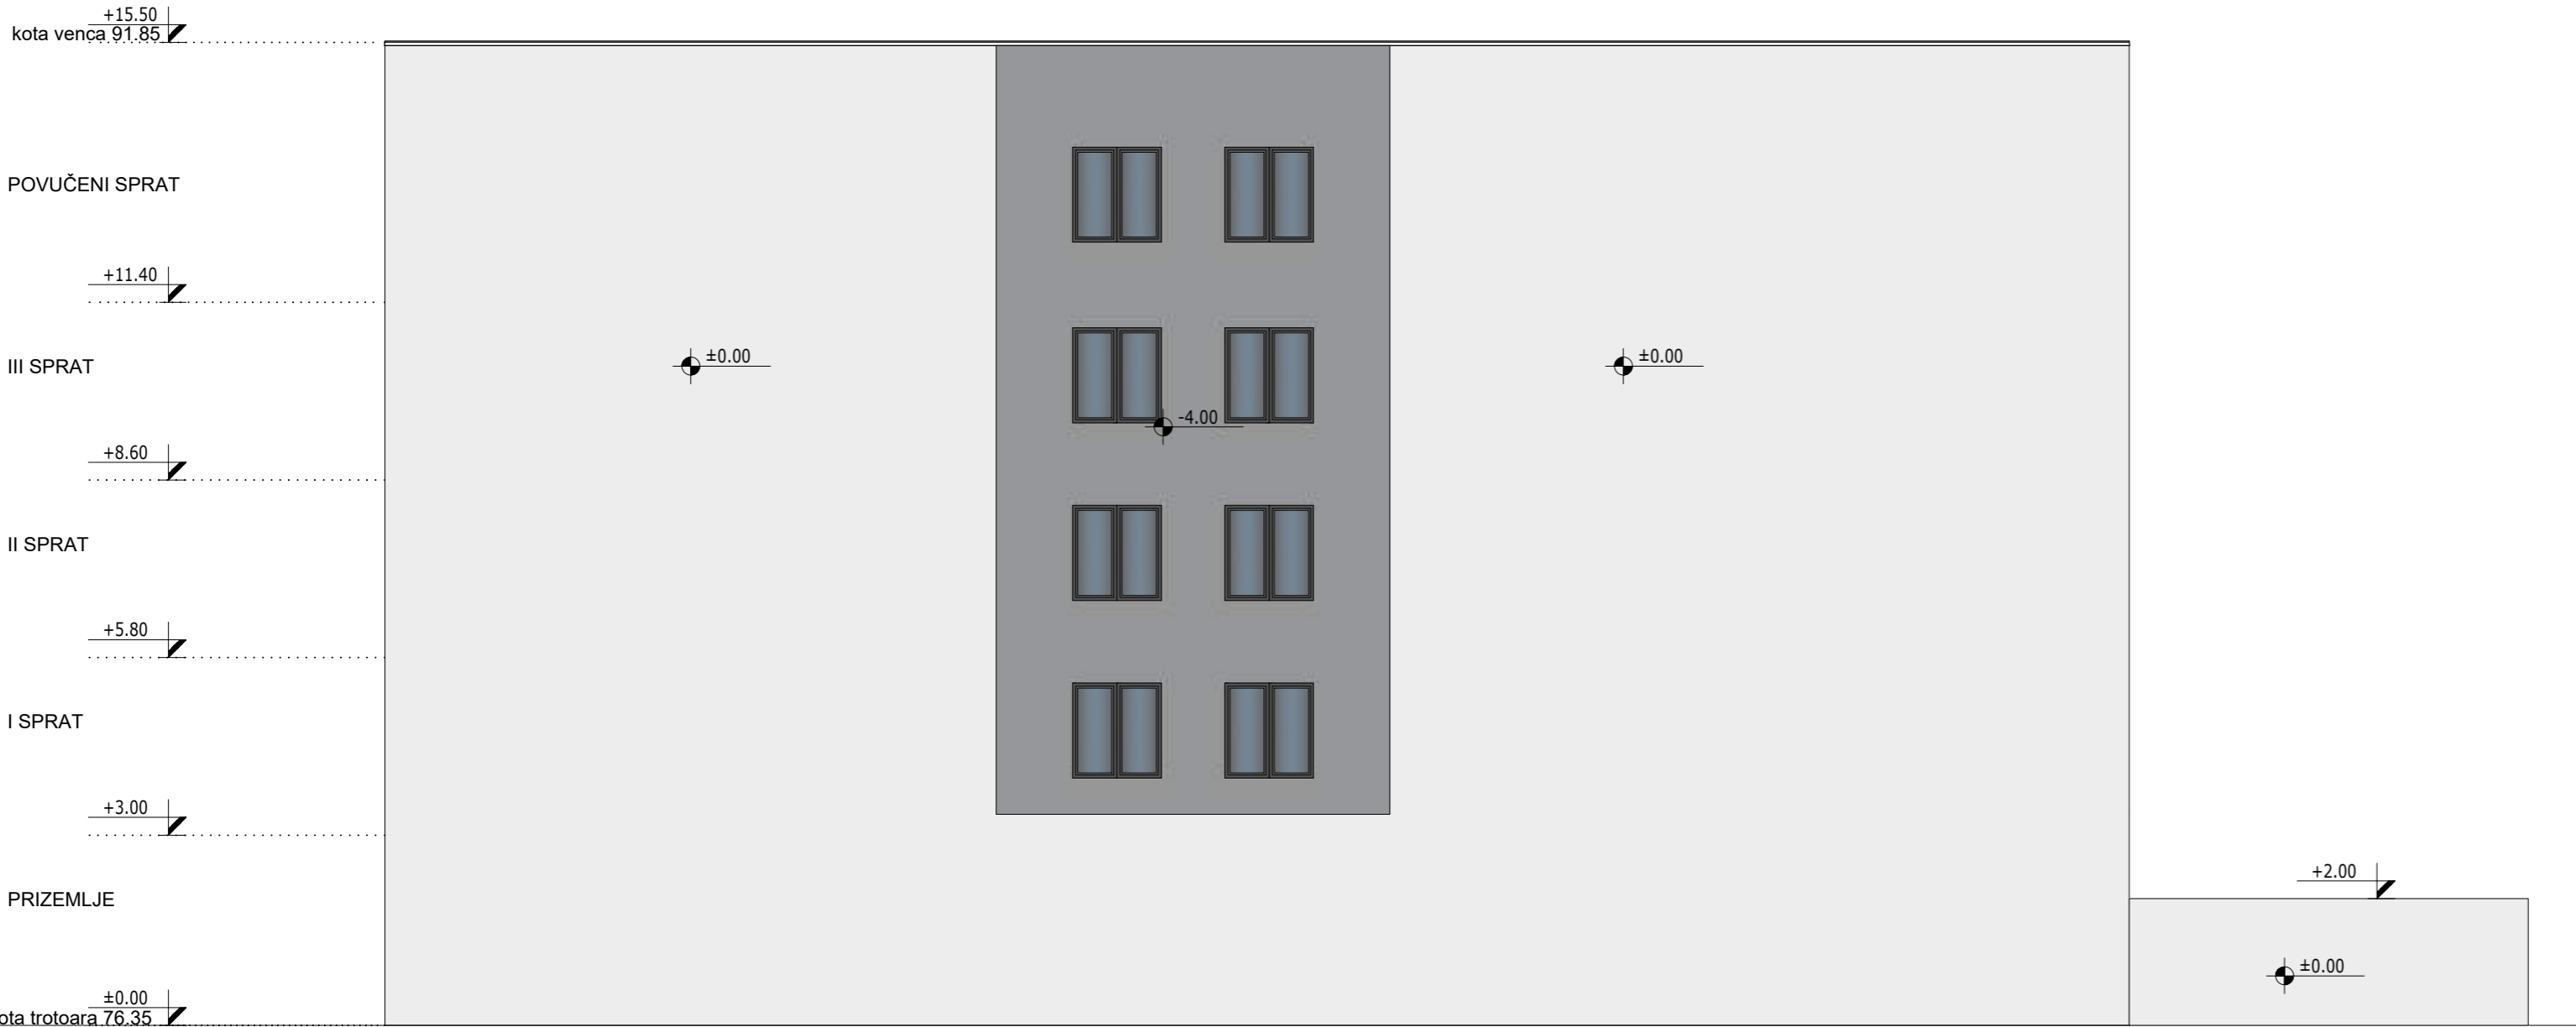 +15.50
kota venca 91.85
POVUČENI SPRAT
+11.40
±0.00
±0.00
III SPRAT
-4.00
+8.60
II SPRAT
+5.80
I SPRAT
+3.00
+2.00
PRIZEMLJE
±0.00
±0.00
ota trotoara 76.35